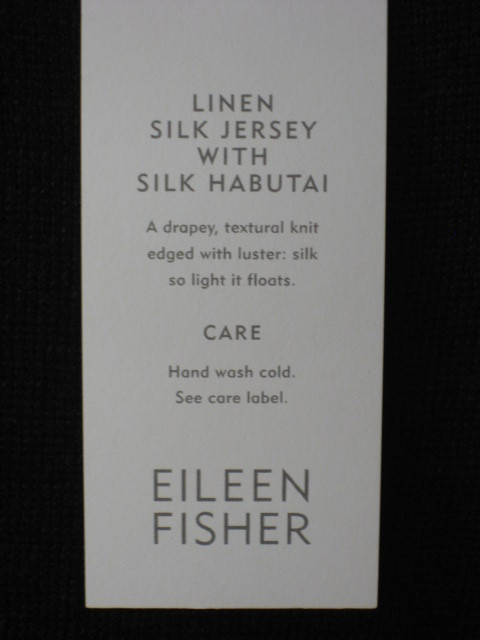 LINEN
SILK JERSEY
WITH
SILK HABUTAI
A drapey, textural knit
edged with luster: silk
so light it floats.
CARE
Hand wash cold.
See care label.
EILEEN
FISHER